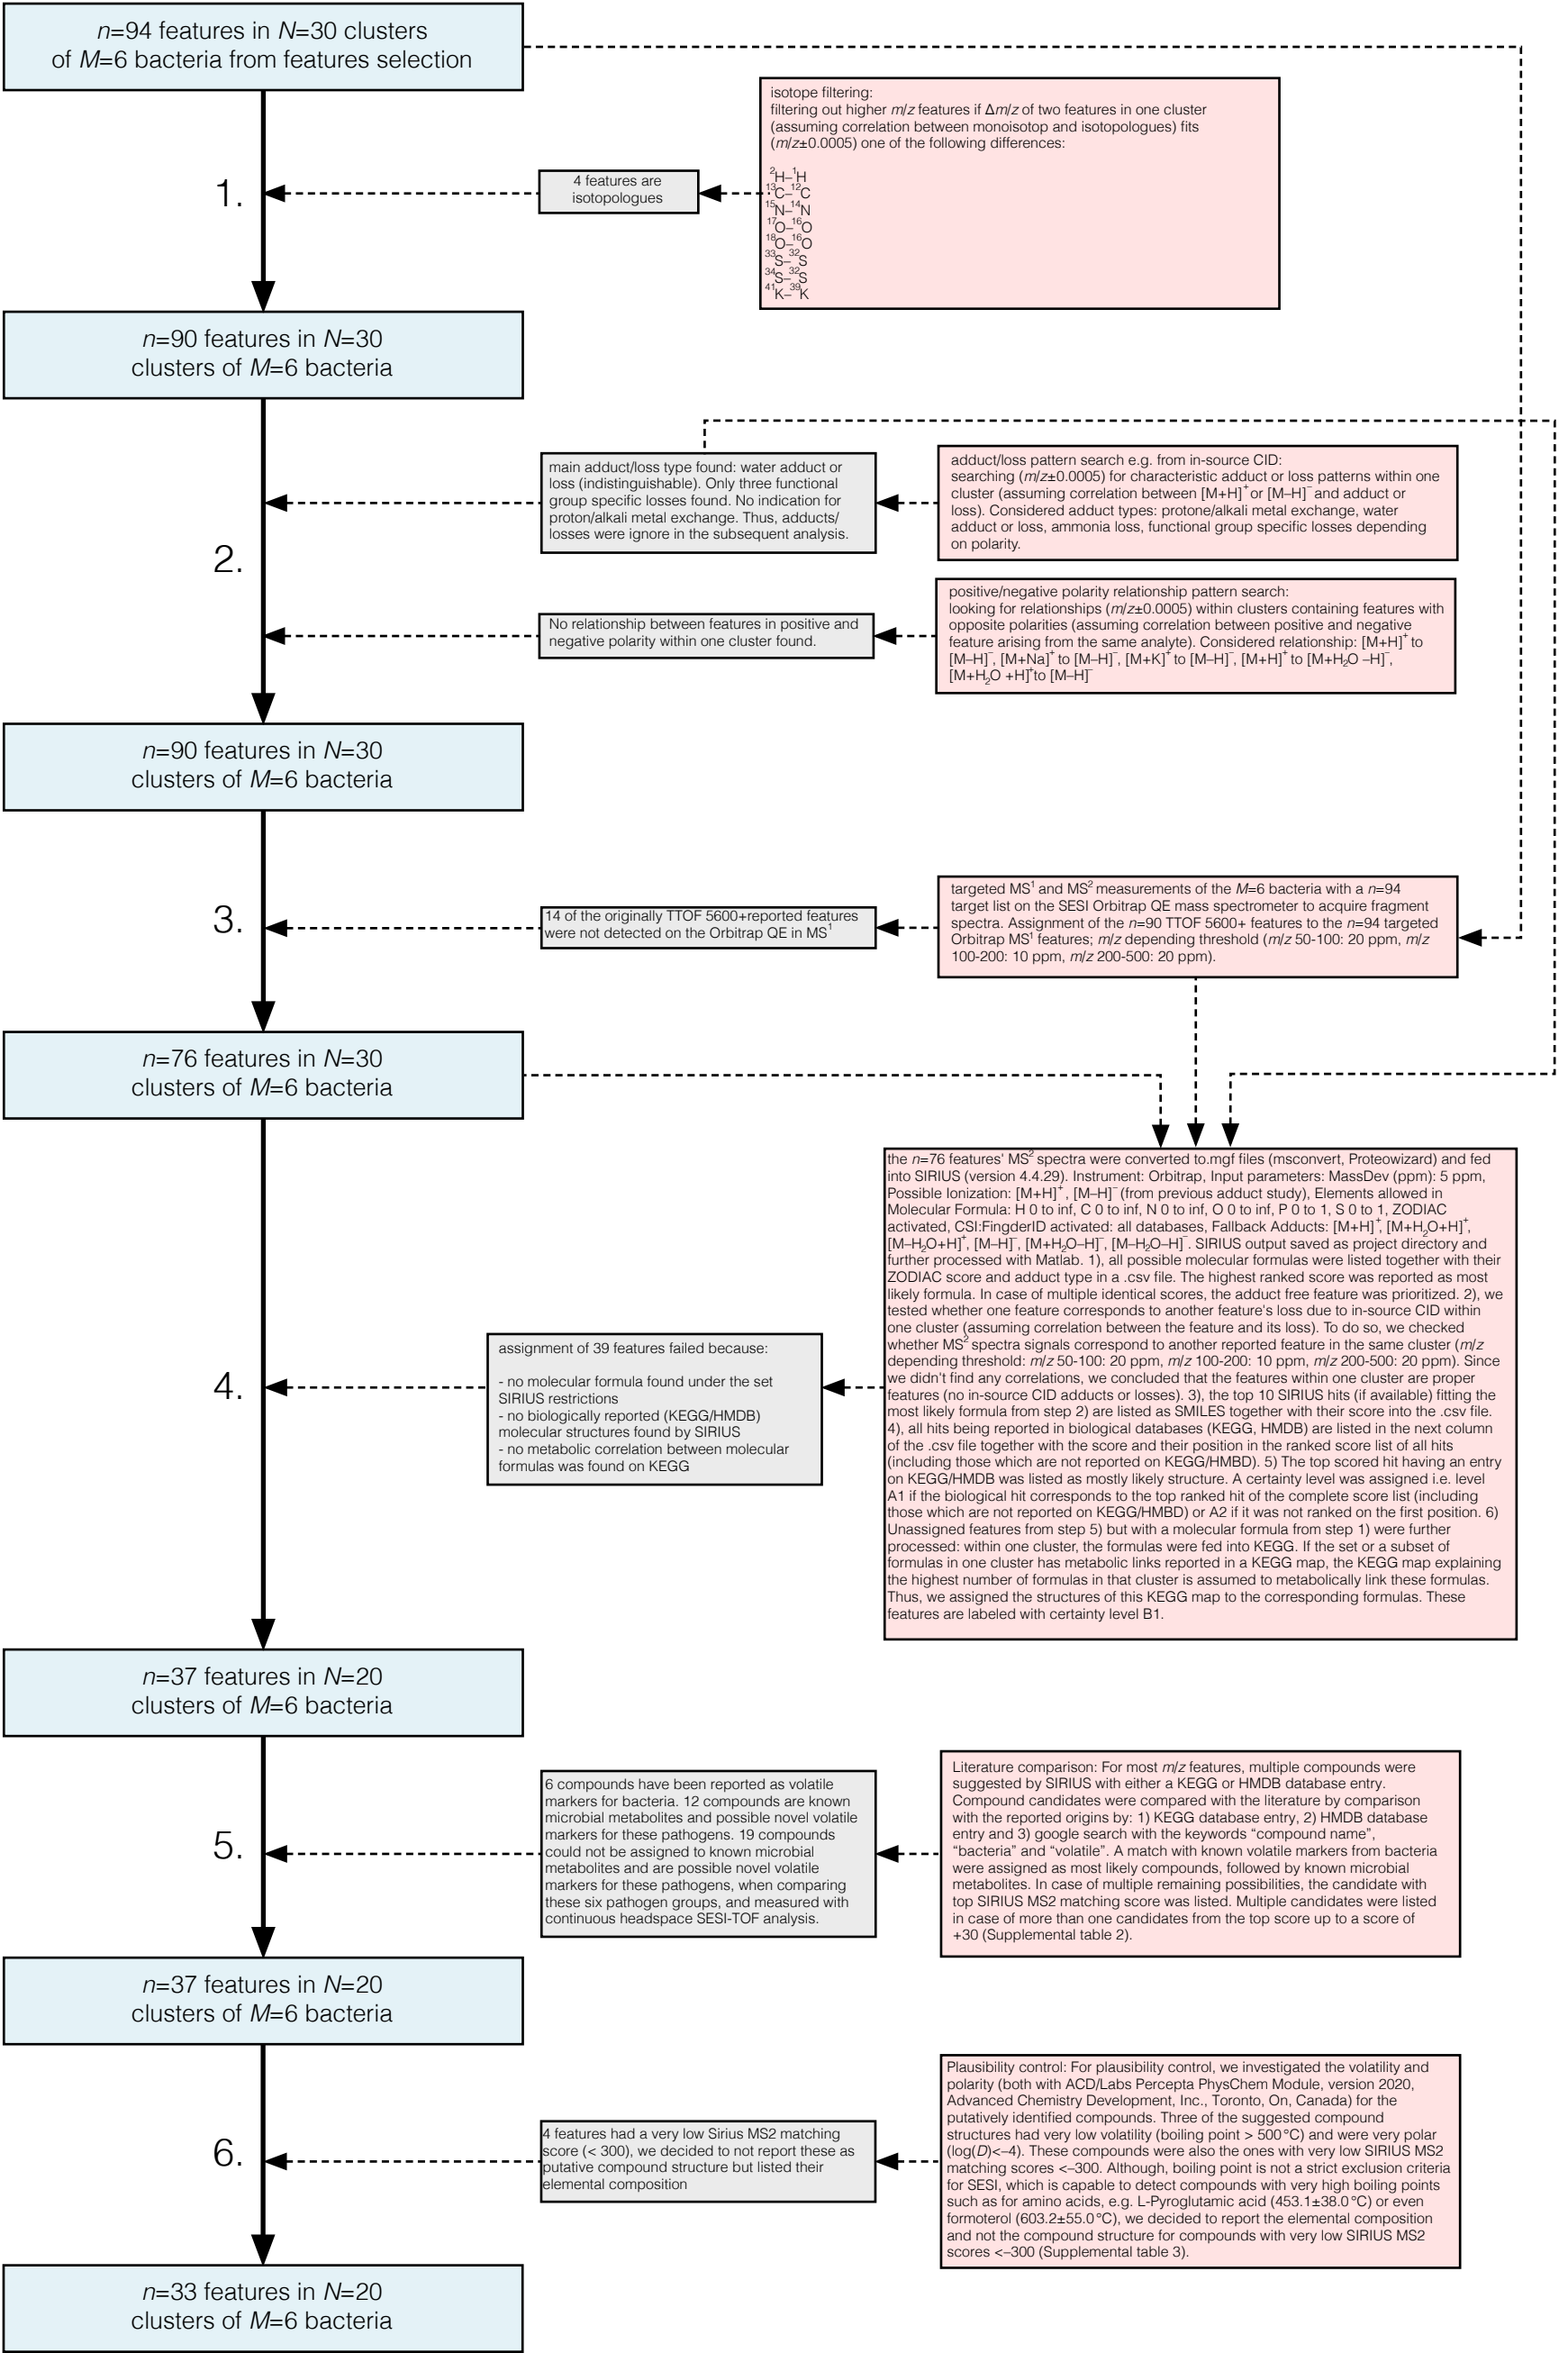 n=94 features in N=30 clusters
of M=6 bacteria from features selection
isotope filtering:
filtering out higher m/z features if Δm/z of two features in one cluster
(assuming correlation between monoisotop and isotopologues) fits
(m/z±0.0005) one of the following differences:
²H–¹H
¹³C–¹²C
¹⁵N–¹⁴N
¹⁷O–¹⁶O
¹⁸O–¹⁶O
³³S–³²S
³⁴S–³²S
⁴¹K–³⁹K
4 features are
isotopologues
1.
n=90 features in N=30
clusters of M=6 bacteria
main adduct/loss type found: water adduct or
loss (indistinguishable). Only three functional
group specific losses found. No indication for
proton/alkali metal exchange. Thus, adducts/
losses were ignore in the subsequent analysis.
adduct/loss pattern search e.g. from in-source CID:
searching (m/z±0.0005) for characteristic adduct or loss patterns within one
cluster (assuming correlation between [M+H]⁺ or [M–H]⁻ and adduct or
loss). Considered adduct types: protone/alkali metal exchange, water
adduct or loss, ammonia loss, functional group specific losses depending
on polarity.
2.
No relationship between features in positive and
negative polarity within one cluster found.
positive/negative polarity relationship pattern search:
looking for relationships (m/z±0.0005) within clusters containing features with
opposite polarities (assuming correlation between positive and negative
feature arising from the same analyte). Considered relationship: [M+H]⁺ to
[M–H]⁻, [M+Na]⁺ to [M–H]⁻, [M+K]⁺ to [M–H]⁻, [M+H]⁺ to [M+H₂O –H]⁻,
[M+H₂O +H]⁺to [M–H]⁻
n=90 features in N=30
clusters of M=6 bacteria
3.
14 of the originally TTOF 5600+reported features
were not detected on the Orbitrap QE in MS¹
targeted MS¹ and MS² measurements of the M=6 bacteria with a n=94
target list on the SESI Orbitrap QE mass spectrometer to acquire fragment
spectra. Assignment of the n=90 TTOF 5600+ features to the n=94 targeted
Orbitrap MS¹ features; m/z depending threshold (m/z 50-100: 20 ppm, m/z
100-200: 10 ppm, m/z 200-500: 20 ppm).
n=76 features in N=30
clusters of M=6 bacteria
the n=76 features' MS² spectra were converted to.mgf files (msconvert, Proteowizard) and fed
into SIRIUS (version 4.4.29). Instrument: Orbitrap, Input parameters: MassDev (ppm): 5 ppm,
Possible Ionization: [M+H]⁺, [M–H]⁻ (from previous adduct study), Elements allowed in
Molecular Formula: H 0 to inf, C 0 to inf, N 0 to inf, O 0 to inf, P 0 to 1, S 0 to 1, ZODIAC
activated, CSI:FingderID activated: all databases, Fallback Adducts: [M+H]⁺, [M+H₂O+H]⁺,
[M–H₂O+H]⁺, [M–H]⁻, [M+H₂O–H]⁻, [M–H₂O–H]⁻. SIRIUS output saved as project directory and
further processed with Matlab. 1), all possible molecular formulas were listed together with their
ZODIAC score and adduct type in a .csv file. The highest ranked score was reported as most
likely formula. In case of multiple identical scores, the adduct free feature was prioritized. 2), we
tested whether one feature corresponds to another feature's loss due to in-source CID within
one cluster (assuming correlation between the feature and its loss). To do so, we checked
whether MS² spectra signals correspond to another reported feature in the same cluster (m/z
depending threshold: m/z 50-100: 20 ppm, m/z 100-200: 10 ppm, m/z 200-500: 20 ppm). Since
we didn't find any correlations, we concluded that the features within one cluster are proper
features (no in-source CID adducts or losses). 3), the top 10 SIRIUS hits (if available) fitting the
most likely formula from step 2) are listed as SMILES together with their score into the .csv file.
4), all hits being reported in biological databases (KEGG, HMDB) are listed in the next column
of the .csv file together with the score and their position in the ranked score list of all hits
(including those which are not reported on KEGG/HMBD). 5) The top scored hit having an entry
on KEGG/HMDB was listed as mostly likely structure. A certainty level was assigned i.e. level
A1 if the biological hit corresponds to the top ranked hit of the complete score list (including
those which are not reported on KEGG/HMBD) or A2 if it was not ranked on the first position. 6)
Unassigned features from step 5) but with a molecular formula from step 1) were further
processed: within one cluster, the formulas were fed into KEGG. If the set or a subset of
formulas in one cluster has metabolic links reported in a KEGG map, the KEGG map explaining
the highest number of formulas in that cluster is assumed to metabolically link these formulas.
Thus, we assigned the structures of this KEGG map to the corresponding formulas. These
features are labeled with certainty level B1.
4.
assignment of 39 features failed because:
- no molecular formula found under the set
SIRIUS restrictions
- no biologically reported (KEGG/HMDB)
molecular structures found by SIRIUS
- no metabolic correlation between molecular
formulas was found on KEGG
n=37 features in N=20
clusters of M=6 bacteria
5.
6 compounds have been reported as volatile
markers for bacteria. 12 compounds are known
microbial metabolites and possible novel volatile
markers for these pathogens. 19 compounds
could not be assigned to known microbial
metabolites and are possible novel volatile
markers for these pathogens, when comparing
these six pathogen groups, and measured with
continuous headspace SESI-TOF analysis.
Literature comparison: For most m/z features, multiple compounds were
suggested by SIRIUS with either a KEGG or HMDB database entry.
Compound candidates were compared with the literature by comparison
with the reported origins by: 1) KEGG database entry, 2) HMDB database
entry and 3) google search with the keywords “compound name”,
“bacteria” and “volatile”. A match with known volatile markers from bacteria
were assigned as most likely compounds, followed by known microbial
metabolites. In case of multiple remaining possibilities, the candidate with
top SIRIUS MS2 matching score was listed. Multiple candidates were listed
in case of more than one candidates from the top score up to a score of
+30 (Supplemental table 2).
n=37 features in N=20
clusters of M=6 bacteria
6.
4 features had a very low Sirius MS2 matching
score (< 300), we decided to not report these as
putative compound structure but listed their
elemental composition
Plausibility control: For plausibility control, we investigated the volatility and
polarity (both with ACD/Labs Percepta PhysChem Module, version 2020,
Advanced Chemistry Development, Inc., Toronto, On, Canada) for the
putatively identified compounds. Three of the suggested compound
structures had very low volatility (boiling point > 500°C) and were very polar
(log(D)<–4). These compounds were also the ones with very low SIRIUS MS2
matching scores <–300. Although, boiling point is not a strict exclusion criteria
for SESI, which is capable to detect compounds with very high boiling points
such as for amino acids, e.g. L-Pyroglutamic acid (453.1±38.0°C) or even
formoterol (603.2±55.0°C), we decided to report the elemental composition
and not the compound structure for compounds with very low SIRIUS MS2
scores <–300 (Supplemental table 3).
n=33 features in N=20
clusters of M=6 bacteria